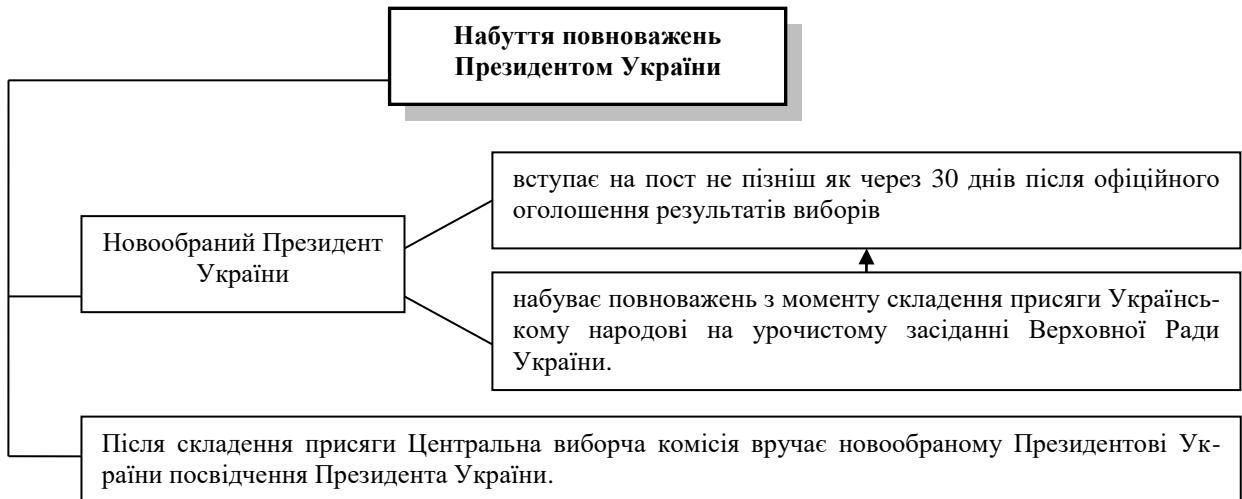 Набуття повноважень
Президентом України
вступає на пост не пізніш як через 30 днів після офіційного
оголошення результатів виборів
Новообраний Президент
України
набуває повноважень з моменту складення присяги Українсь-
кому народові на урочистому засіданні Верховної Ради
України.
Після складення присяги Центральна виборча комісія вручає новообраному Президентові Ук-
раїни посвідчення Президента України.